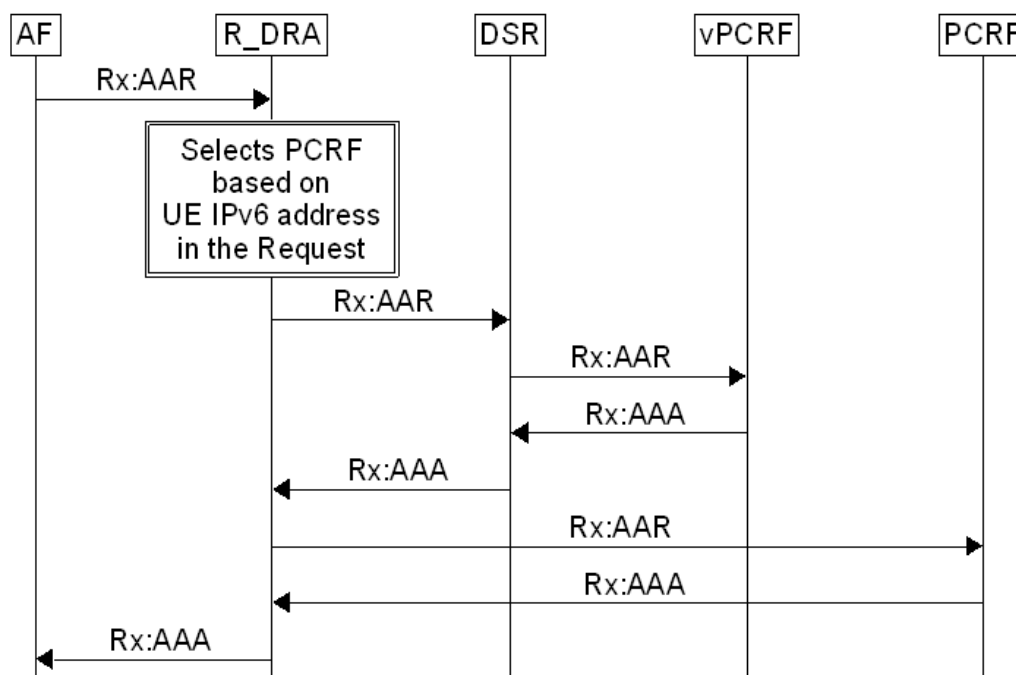 AF
R_DRA
DSR
vPCRF
PCRF
Rx:AAR
Selects PCRF
based on
UE IPv6 address
in the Request
Rx:AAR
Rx:AAR
Rx:AAA
Rx:AAA
Rx:AAR
Rx:AAA
Rx:AAA